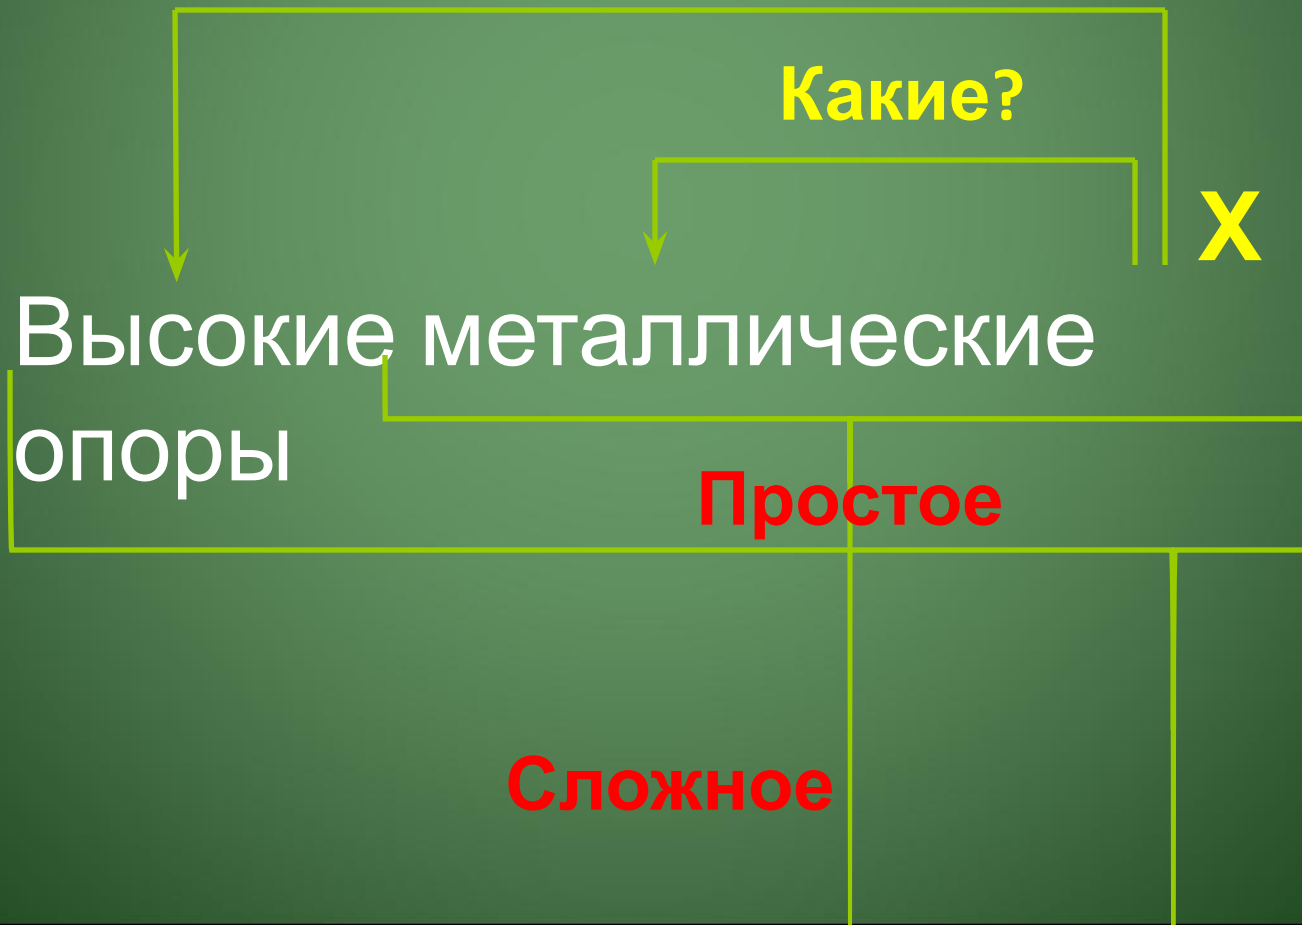 Какие?
X
Высокие металлические
опоры
Простое
Сложное